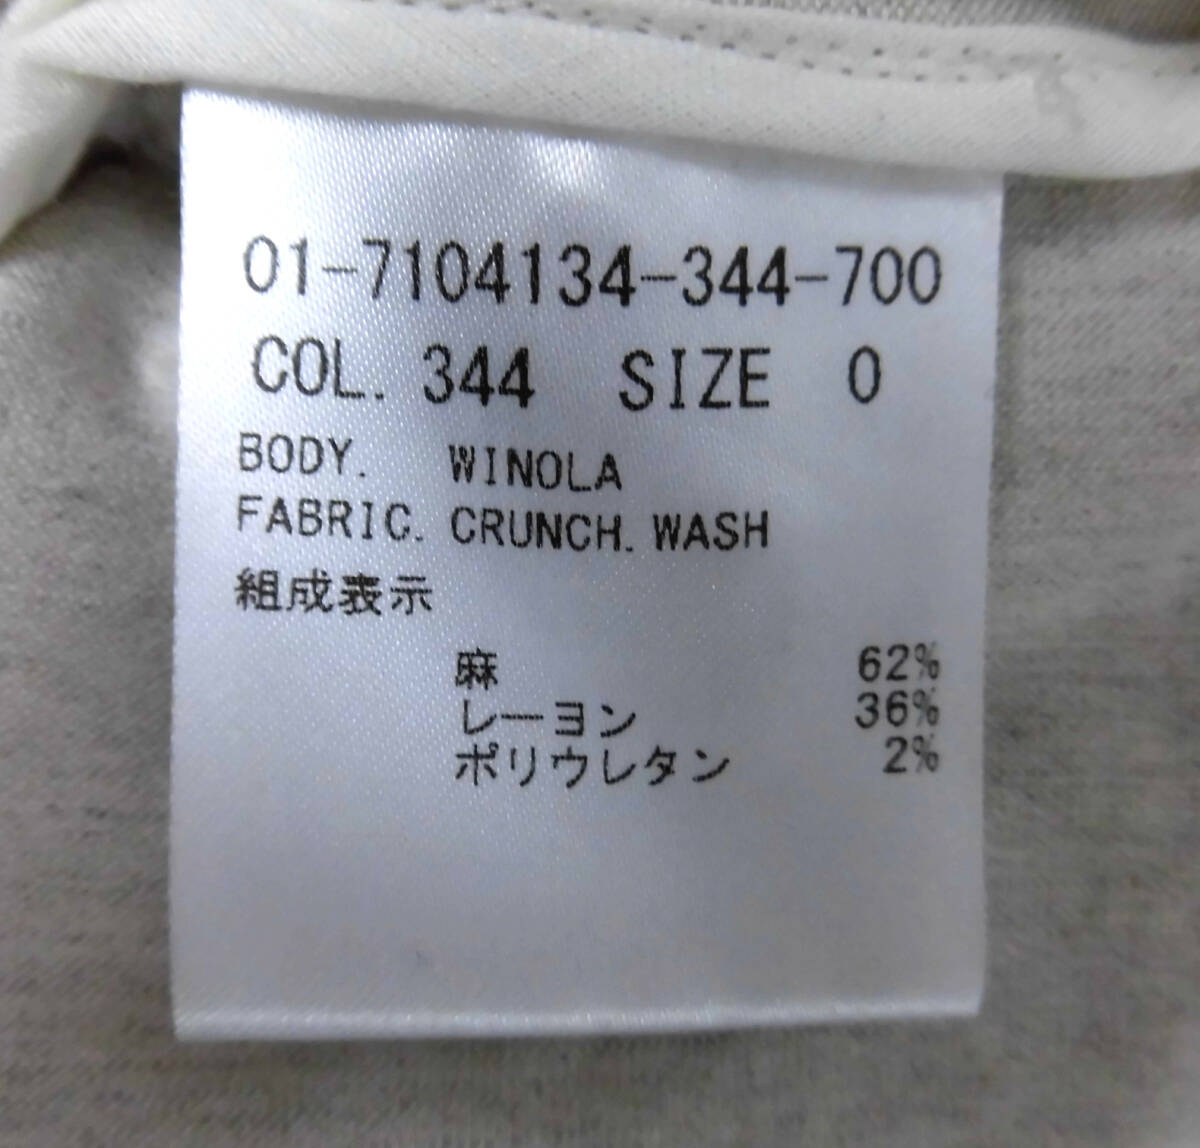 01-7104134-344-700
COL. 344 SIZE 0
BODY. WINOLA
FABRIC. CRUNCH. WASH
組成表示
麻 62%
レーヨン 36%
ポリウレタン 2%